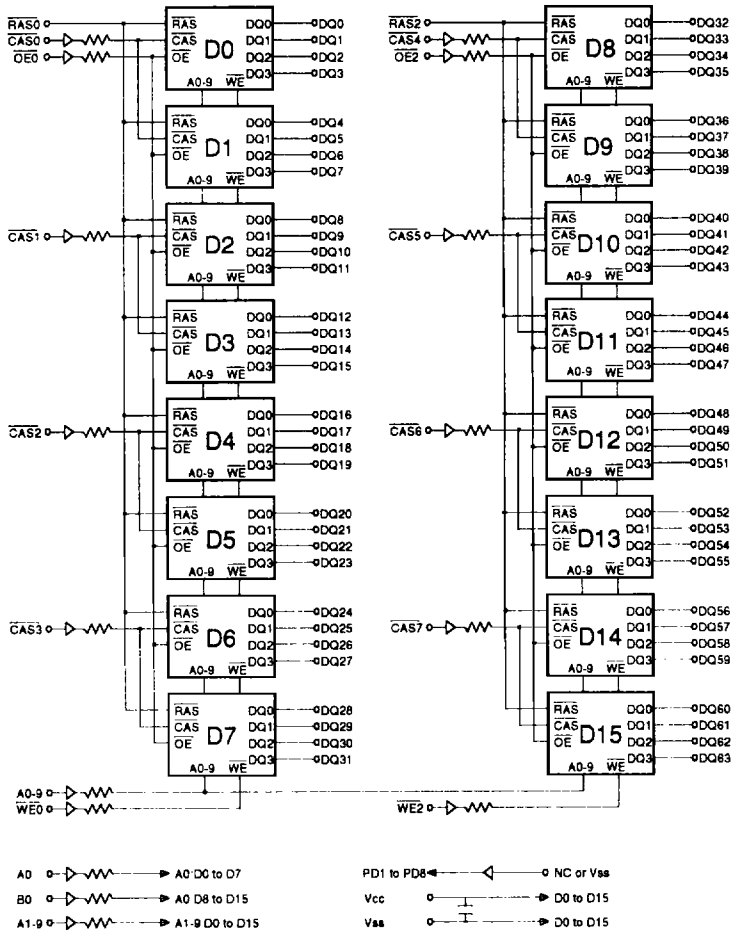 RAS0
CAS0
OE0
RAS
CAS
OE
D0
A0-9 WE
DQ0
DQ1
DQ2
DQ3
DQ0
DQ1
DQ2
DQ3
RAS
CAS
OE
D1
A0-9 WE
DQ0
DQ1
DQ2
DQ3
DQ4
DQ5
DQ6
DQ7
CAS1
RAS
CAS
OE
D2
A0-9 WE
DQ0
DQ1
DQ2
DQ3
DQ8
DQ9
DQ10
DQ11
RAS
CAS
OE
D3
A0-9 WE
DQ0
DQ1
DQ2
DQ3
DQ12
DQ13
DQ14
DQ15
CAS2
RAS
CAS
OE
D4
A0-9 WE
DQ0
DQ1
DQ2
DQ3
DQ16
DQ17
DQ18
DQ19
RAS
CAS
OE
D5
A0-9 WE
DQ0
DQ1
DQ2
DQ3
DQ20
DQ21
DQ22
DQ23
CAS3
RAS
CAS
OE
D6
A0-9 WE
DQ0
DQ1
DQ2
DQ3
DQ24
DQ25
DQ26
DQ27
RAS
CAS
OE
D7
A0-9 WE
DQ0
DQ1
DQ2
DQ3
DQ28
DQ29
DQ30
DQ31
A0-9
WE0
RAS2
CAS4
OE2
RAS
CAS
OE
D8
A0-9 WE
DQ0
DQ1
DQ2
DQ3
DQ32
DQ33
DQ34
DQ35
RAS
CAS
OE
D9
A0-9 WE
DQ0
DQ1
DQ2
DQ3
DQ36
DQ37
DQ38
DQ39
CAS5
RAS
CAS
OE
D10
A0-9 WE
DQ0
DQ1
DQ2
DQ3
DQ40
DQ41
DQ42
DQ43
RAS
CAS
OE
D11
A0-9 WE
DQ0
DQ1
DQ2
DQ3
DQ44
DQ45
DQ46
DQ47
CAS6
RAS
CAS
OE
D12
A0-9 WE
DQ0
DQ1
DQ2
DQ3
DQ48
DQ49
DQ50
DQ51
RAS
CAS
OE
D13
A0-9 WE
DQ0
DQ1
DQ2
DQ3
DQ52
DQ53
DQ54
DQ55
CAS7
RAS
CAS
OE
D14
A0-9 WE
DQ0
DQ1
DQ2
DQ3
DQ56
DQ57
DQ58
DQ59
RAS
CAS
OE
D15
A0-9 WE
DQ0
DQ1
DQ2
DQ3
DQ60
DQ61
DQ62
DQ63
WE2
A0 A0:D0 to D7
B0 A0 D8 to D15
A1-9 A1-9 D0 to D15
PD1 to PD8 NC or Vss
Vcc D0 to D15
Vss D0 to D15